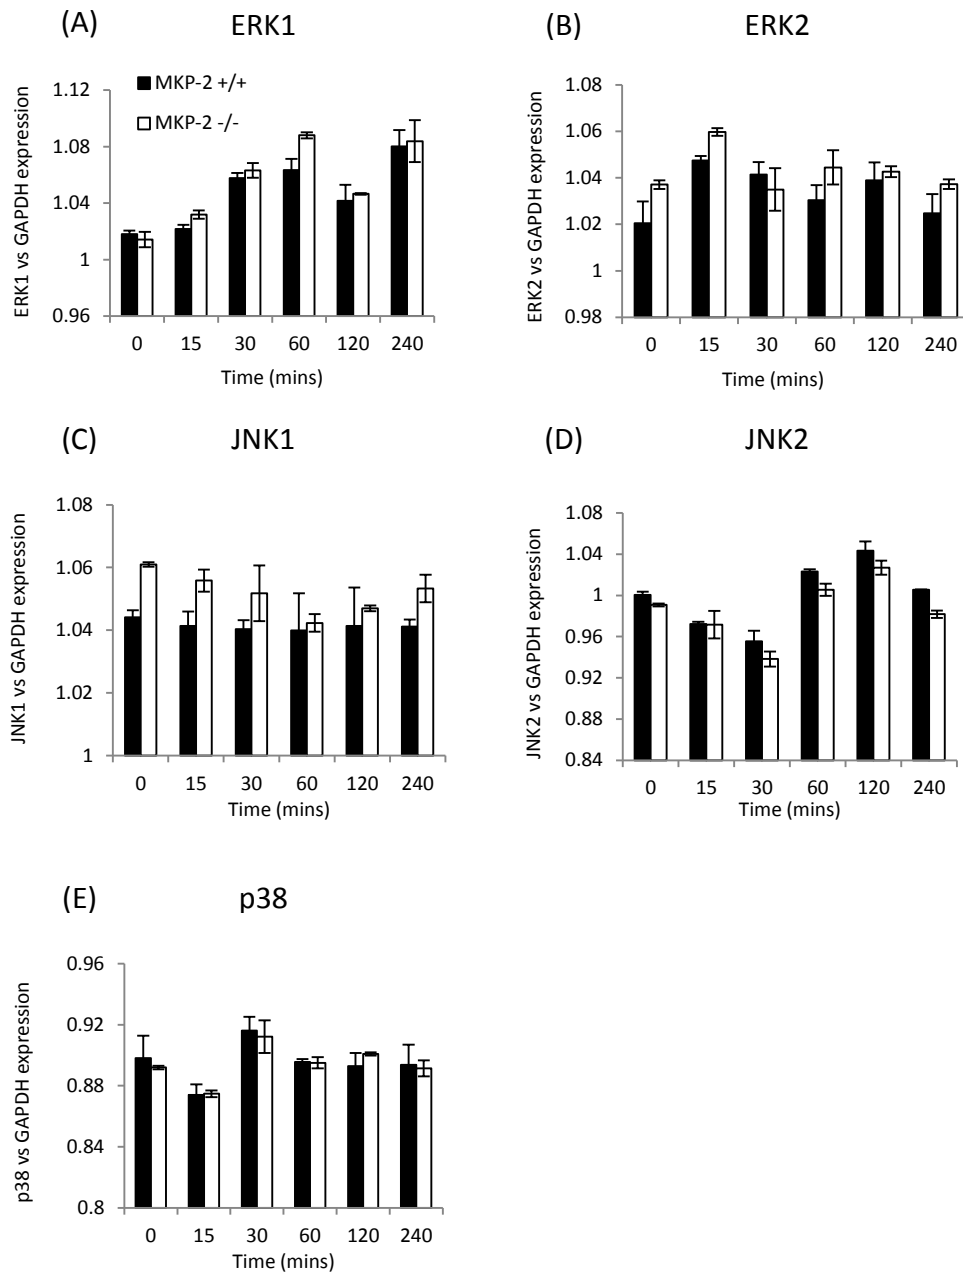 (A) ERK1
ERK1 vs GAPDH expression
1.12
1.08
1.04
1
0.96
MKP-2 +/+
MKP-2 -/-
0 15 30 60 120 240
Time (mins)
(B) ERK2
ERK2 vs GAPDH expression
1.08
1.06
1.04
1.02
1
0.98
0 15 30 60 120 240
Time (mins)
(C) JNK1
JNK1 vs GAPDH expression
1.08
1.06
1.04
1.02
1
0 15 30 60 120 240
Time (mins)
(D) JNK2
JNK2 vs GAPDH expression
1.08
1.04
1
0.96
0.92
0.88
0.84
0 15 30 60 120 240
Time (mins)
(E) p38
p38 vs GAPDH expression
0.96
0.92
0.88
0.84
0.8
0 15 30 60 120 240
Time (mins)